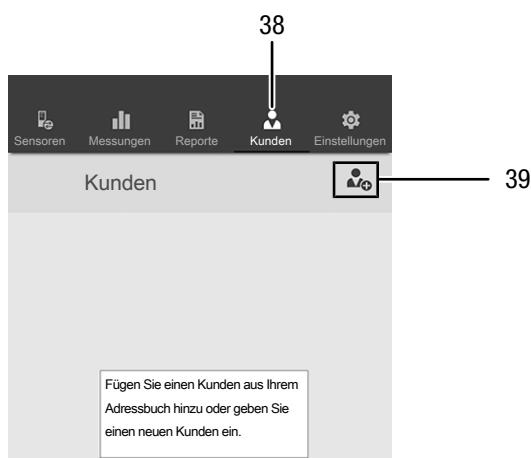 38
Sensoren Messungen Reporte Kunden Einstellungen
Kunden
39
Fügen Sie einen Kunden aus Ihrem
Adressbuch hinzu oder geben Sie
einen neuen Kunden ein.